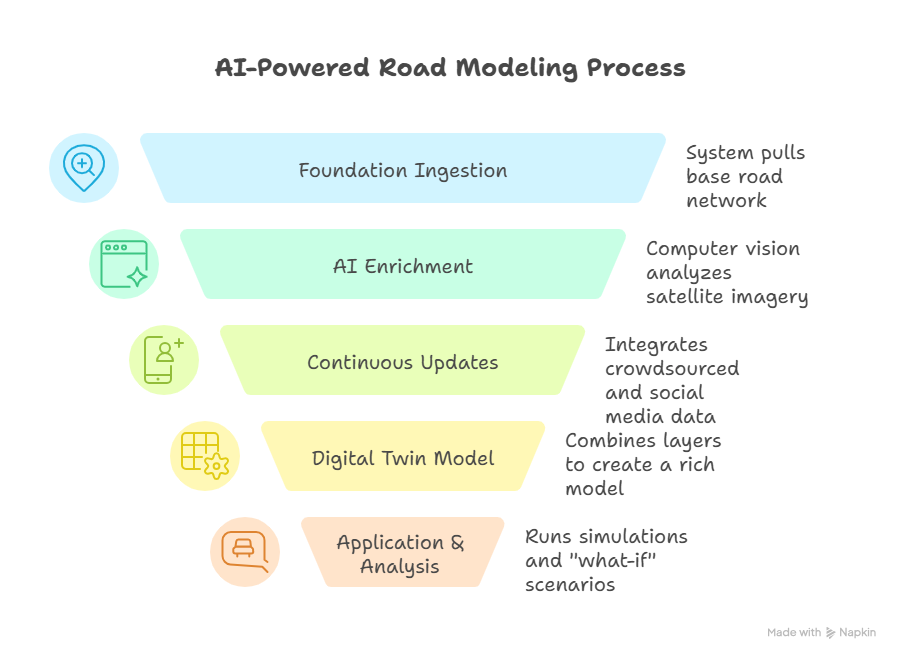 AI-Powered Road Modeling Process
Foundation Ingestion
System pulls
base road
network
AI Enrichment
Computer vision
analyzes
satellite imagery
Continuous Updates
Integrates
crowdsourced
and social
media data
Digital Twin Model
Combines layers
to create a rich
model
Application &
Analysis
Runs simulations
and "what-if"
scenarios
Made with Napkin